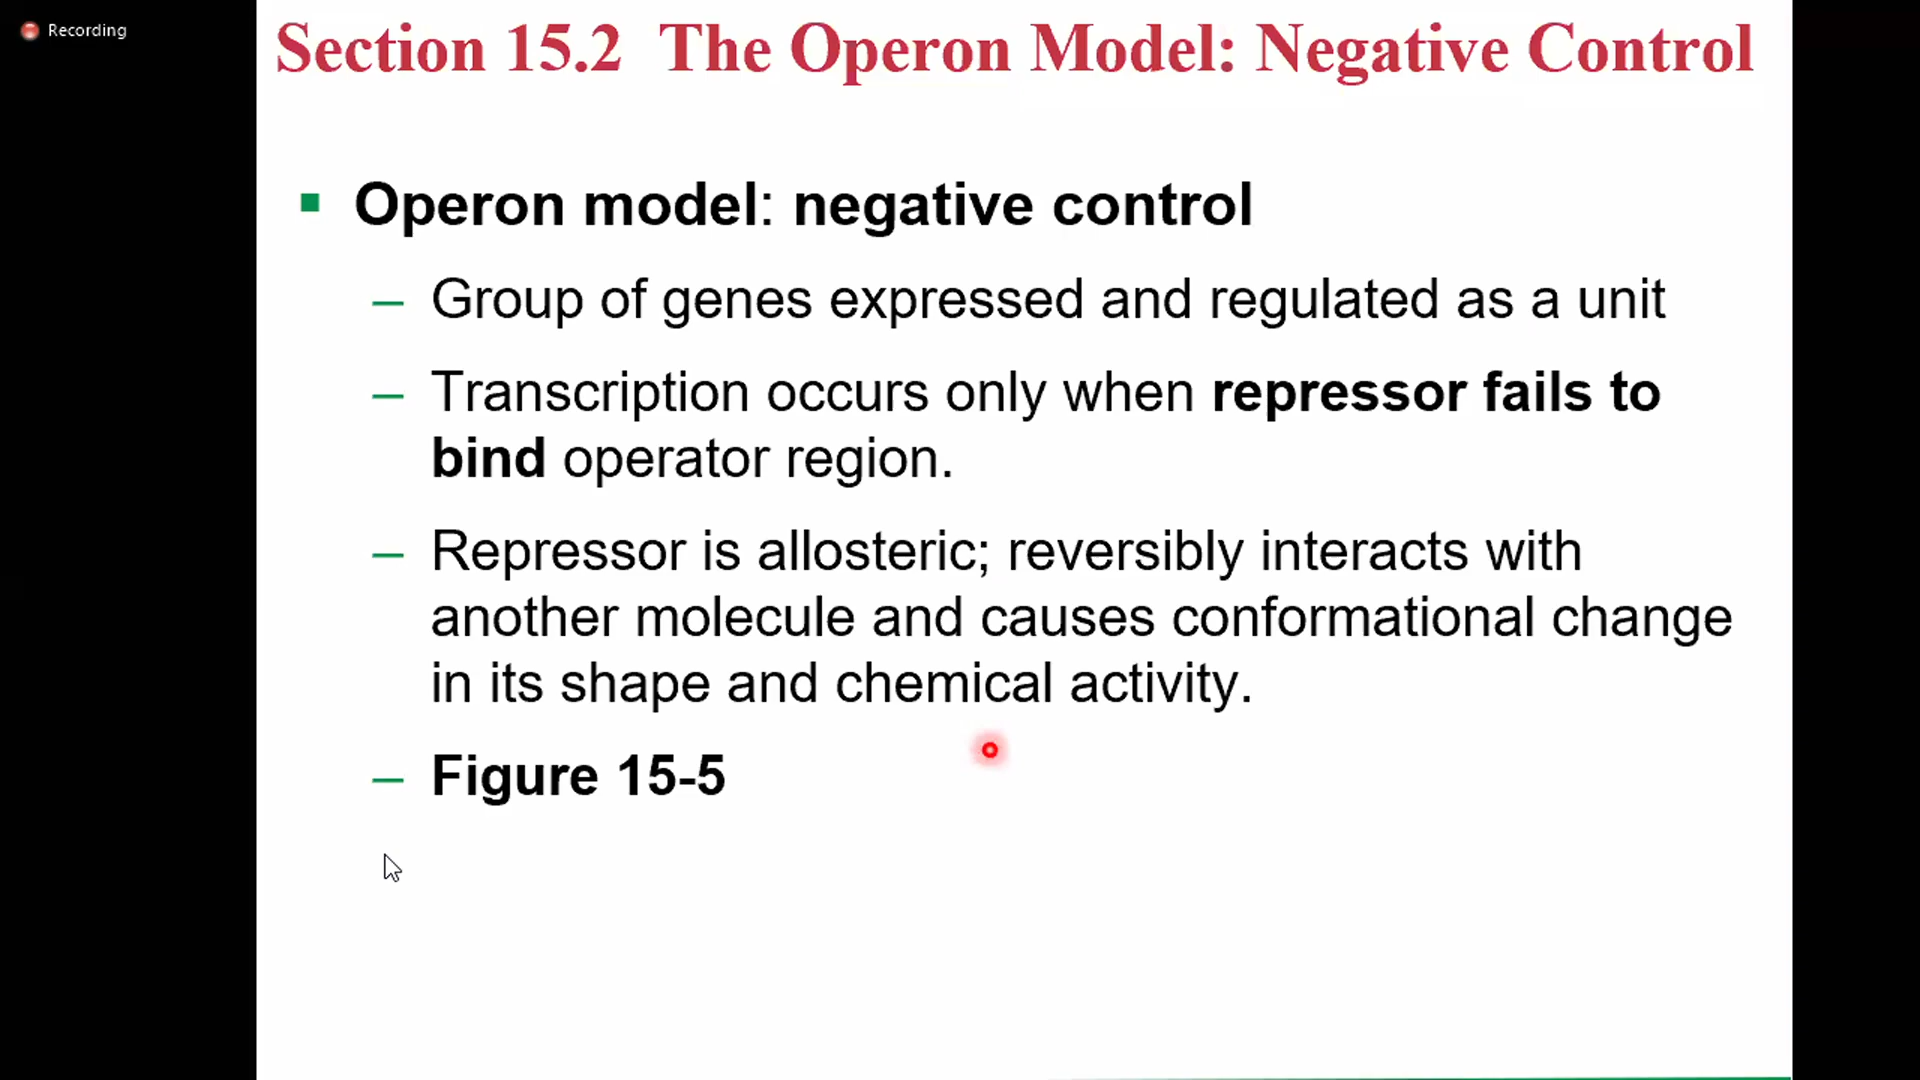 Recording
Section 15.2 The Operon Model: Negative Control
▪ Operon model: negative control
– Group of genes expressed and regulated as a unit
– Transcription occurs only when repressor fails to
bind operator region.
– Repressor is allosteric; reversibly interacts with
another molecule and causes conformational change
in its shape and chemical activity.
– Figure 15-5